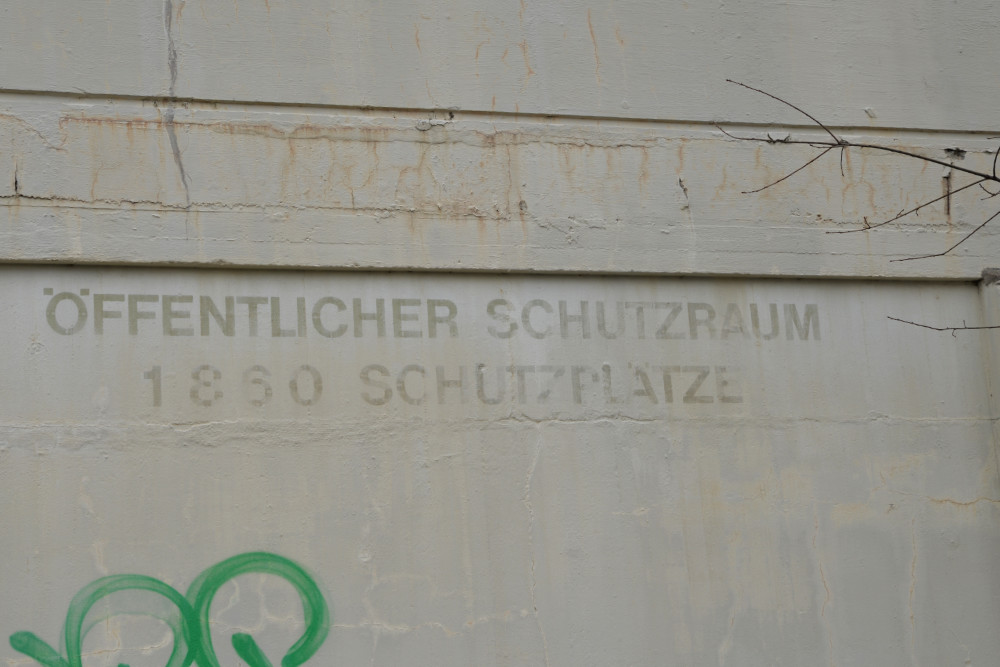 ÖFFENTLICHER SCHUTZRAUM
1860 SCHUTZPLÄTZE